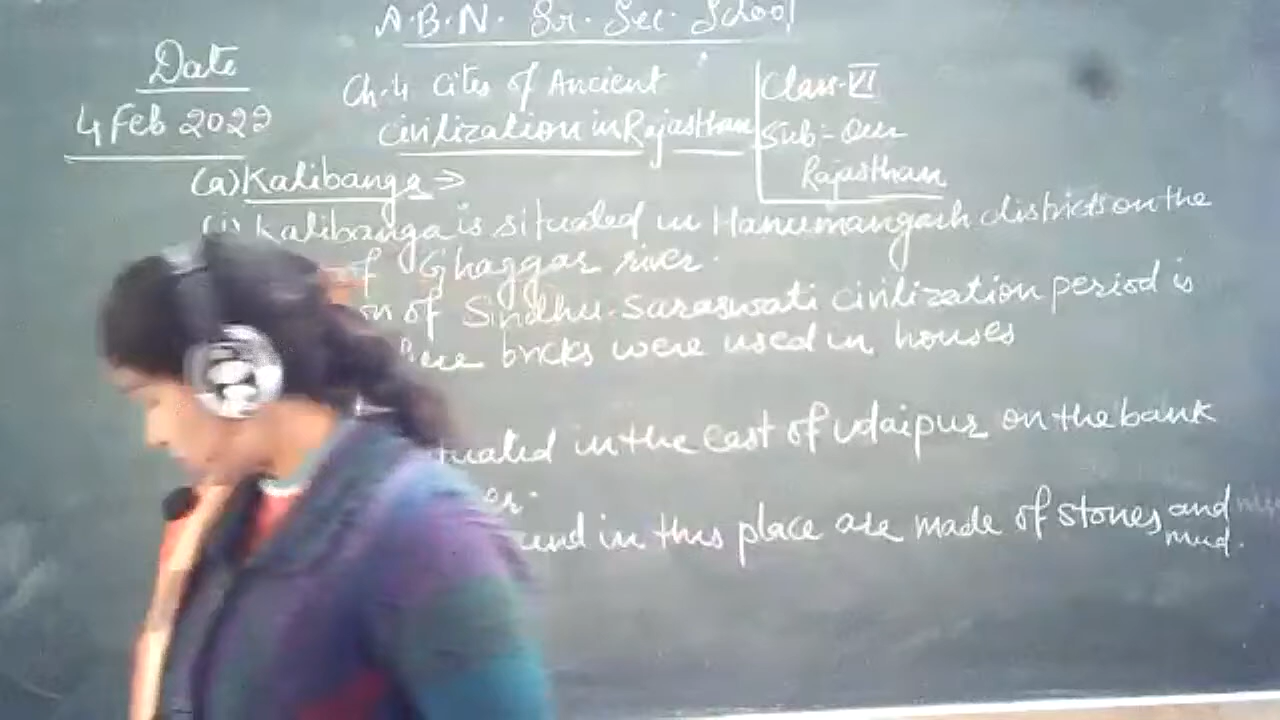 A.B.N. Sr. Sec. School
Date
4 Feb 2022
Ch.4 Cites of Ancient
civilization in Rajasthan
Class-VI
Sub:- Our
Rajasthan
(a) Kalibanga ⇒
(i) Kalibanga is situated in Hanumangarh districts on the
of Ghaggar river.
on of Sindhu-Saraswati civilization period is
bricks were used in houses
in the east of Udaipur on the bank
in this place are made of stones and
mud.